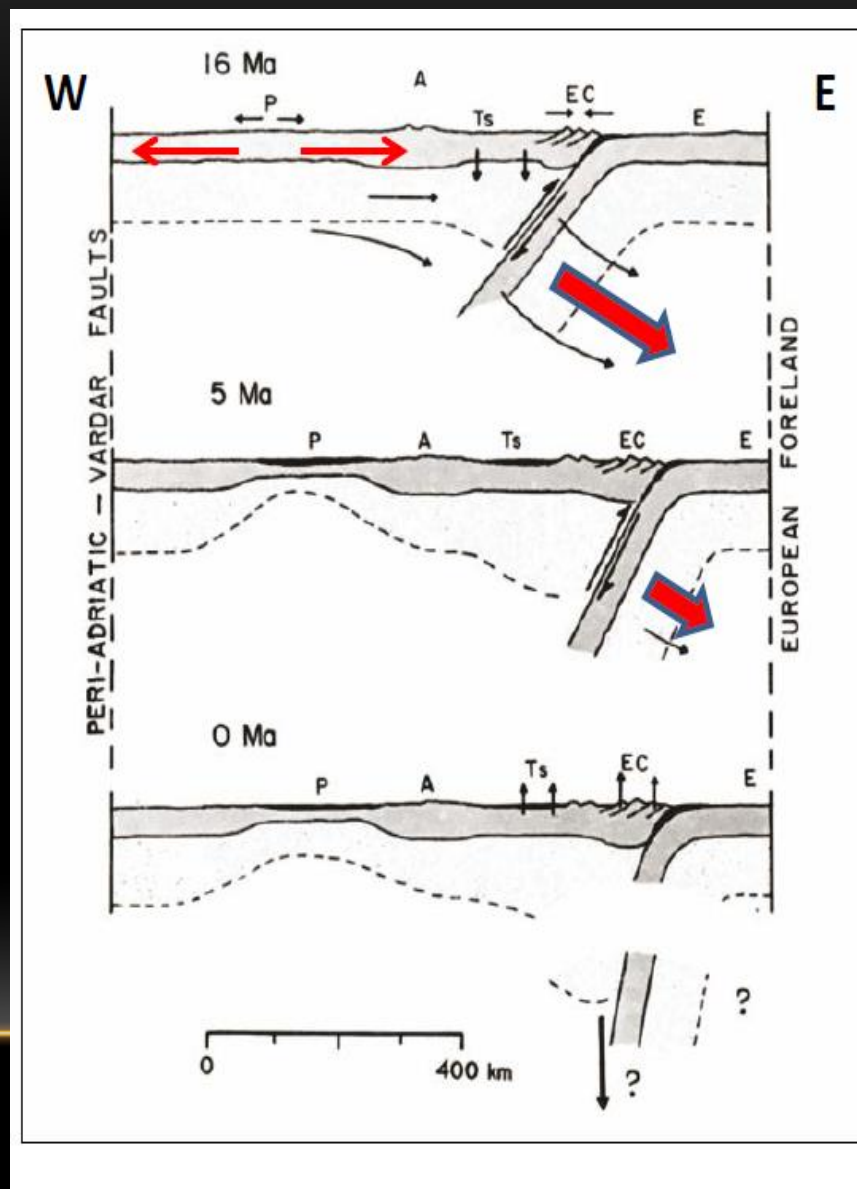 16 Ma
W
E
P
A
Ts
EC
E
5 Ma
P
A
Ts
EC
E
0 Ma
P
A
Ts
EC
E
?
?
0
400 km
PERI-ADRIATIC — VARDAR FAULTS
EUROPEAN FORELAND